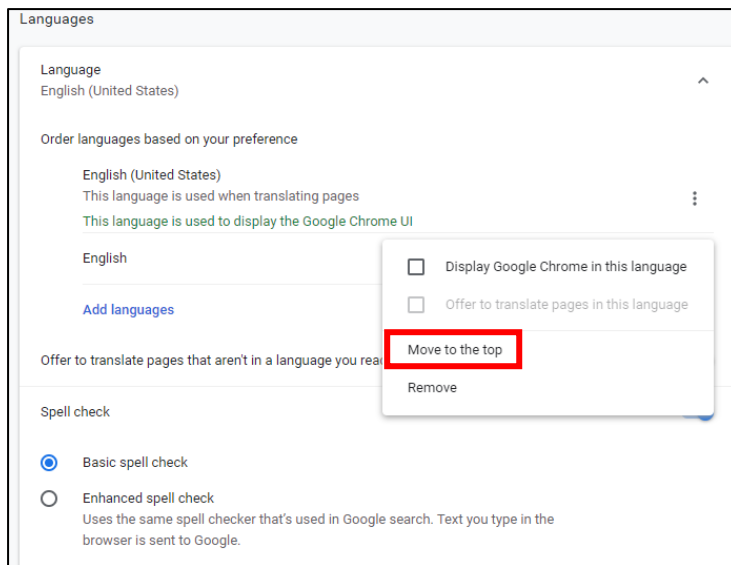 Languages
Language
English (United States)
Order languages based on your preference
English (United States)
This language is used when translating pages
This language is used to display the Google Chrome UI
English
Display Google Chrome in this language
Add languages
Offer to translate pages in this language
Offer to translate pages that aren't in a language you
Move to the top
Remove
Spell check
Basic spell check
Enhanced spell check
Uses the same spell checker that's used in Google search. Text you type in the
browser is sent to Google.